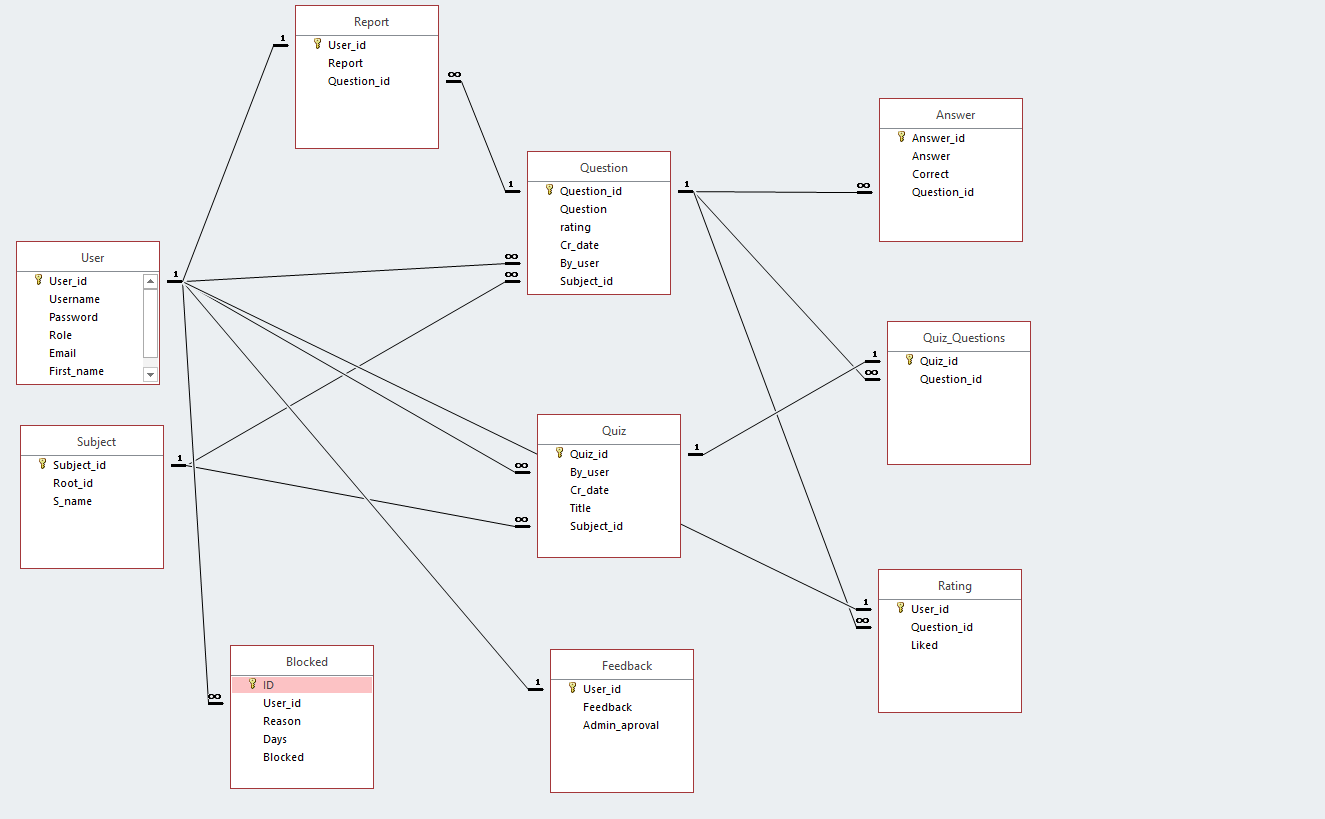 Report
User_id
Report
Question_id
1
∞
Question
Question_id
Question
rating
Cr_date
By_user
Subject_id
1
∞
∞
1
Answer
Answer_id
Answer
Correct
Question_id
∞
User
User_id
Username
Password
Role
Email
First_name
1
Subject
Subject_id
Root_id
S_name
1
Quiz
Quiz_id
By_user
Cr_date
Title
Subject_id
∞
∞
1
Quiz_Questions
Quiz_id
Question_id
1
∞
Rating
User_id
Question_id
Liked
1
∞
Blocked
ID
User_id
Reason
Days
Blocked
∞
Feedback
User_id
Feedback
Admin_aproval
1